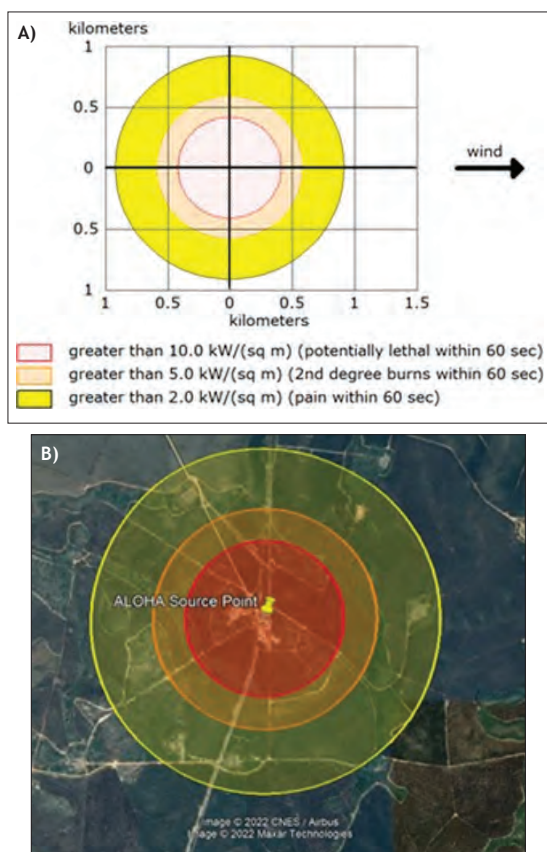 A)
kilometers
1
0.5
0
0.5
1
1 0.5 0 0.5 1 1.5
kilometers
wind
greater than 10.0 kW/(sq m) (potentially lethal within 60 sec)
greater than 5.0 kW/(sq m) (2nd degree burns within 60 sec)
greater than 2.0 kW/(sq m) (pain within 60 sec)
B)
ALOHA Source Point
Image © 2022 CNES / Airbus
Image © 2022 Maxar Technologies